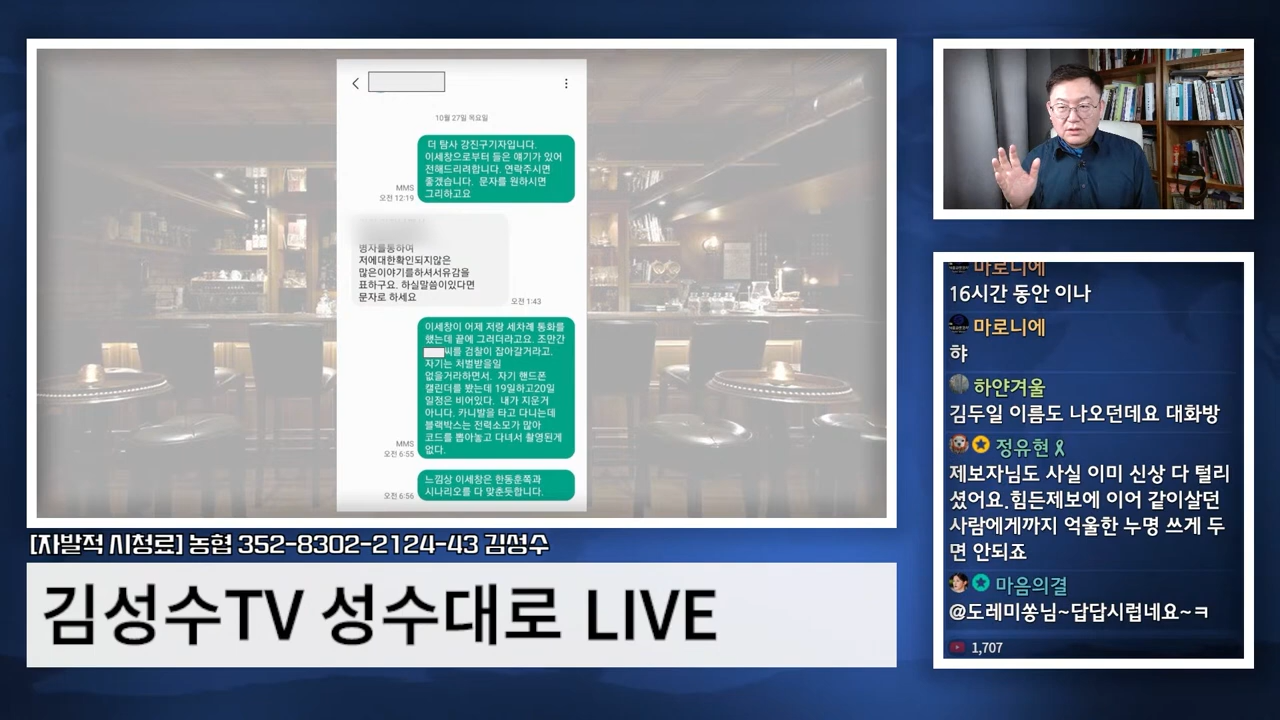 10월 27일 목요일
더 탐사 강진구기자입니다.
이세창으로부터 들은 얘기가 있어
전해드리려합니다. 연락주시면
좋겠습니다. 문자를 원하시면
그리하고요
MMS
오전 12:19
명자를통하여
저에대한확인되지않은
많은이야기를하셔서유감을
표하구요. 하실말씀이있다면
문자로 하세요
오전 1:43
이세창이 어제 저랑 세차례 통화를
했는데 끝에 그러더라고요. 조만간
씨를 검찰이 잡아갈거라고.
자기는 처벌받을일
없을거라하면서. 자기 핸드폰
캘린더를 봤는데 19일하고20일
일정은 비어있다. 내가 지운거
아니다. 카니발을 타고 다니는데
블랙박스는 전력소모가 많아
코드를 뽑아놓고 다녀서 촬영된게
없다.
MMS
오전 6:55
느낌상 이세창은 한동훈쪽과
시나리오를 다 맞춘듯합니다.
오전 6:56
[자발적 시청료] 농협 352-8302-2124-43 김성수
김성수TV 성수대로 LIVE
마로니에
16시간 동안 이나
마로니에
햐
하얀겨울
김두일 이름도 나오던데요 대화방
정유현
제보자님도 사실 이미 신상 다 털리
셨어요.힘든제보에 이어 같이살던
사람에게까지 억울한 누명 쓰게 두
면 안되죠
마음의결
@도레미쏭님~답답시럽네요~ㅋ
1,707